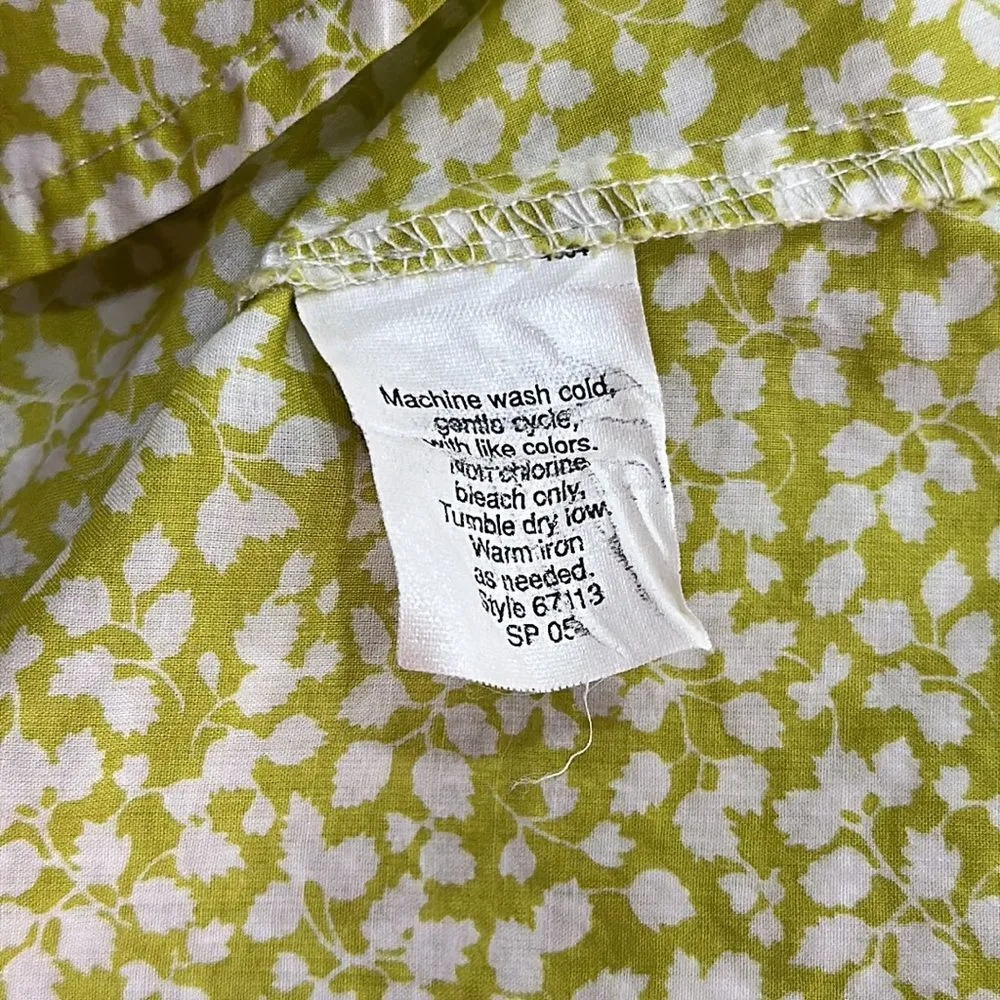 Machine wash cold,
gentle cycle,
with like colors.
Non chlorine
bleach only,
Tumble dry low.
Warm iron
as needed.
Style 67113
SP 05